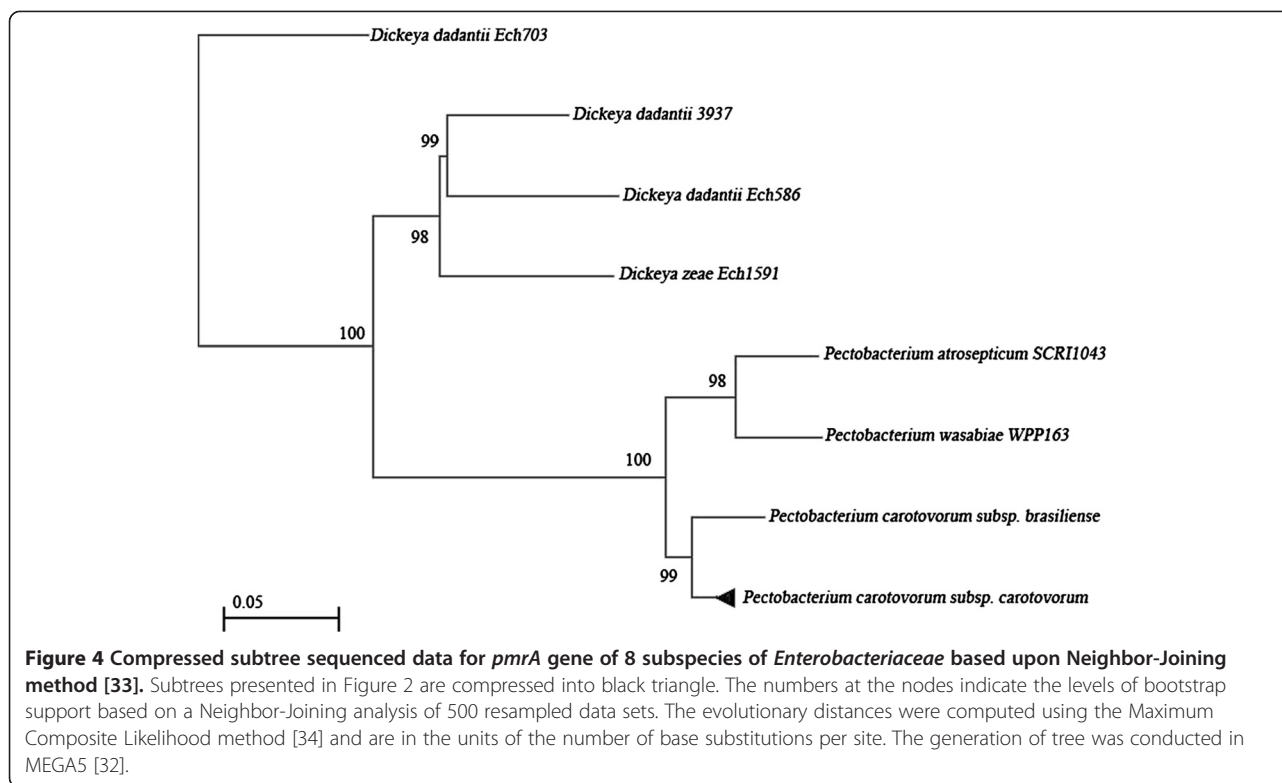 Dickeya dadantii Ech703
Dickeya dadantii 3937
99
Dickeya dadantii Ech586
98
Dickeya zeae Ech1591
100
Pectobacterium atrosepticum SCRI1043
98
Pectobacterium wasabiae WPP163
100
Pectobacterium carotovorum subsp. brasiliense
99
Pectobacterium carotovorum subsp. carotovorum
0.05
Figure 4 Compressed subtree sequenced data for pmrA gene of 8 subspecies of Enterobacteriaceae based upon Neighbor-Joining
method [33]. Subtrees presented in Figure 2 are compressed into black triangle. The numbers at the nodes indicate the levels of bootstrap
support based on a Neighbor-Joining analysis of 500 resampled data sets. The evolutionary distances were computed using the Maximum
Composite Likelihood method [34] and are in the units of the number of base substitutions per site. The generation of tree was conducted in
MEGA5 [32].